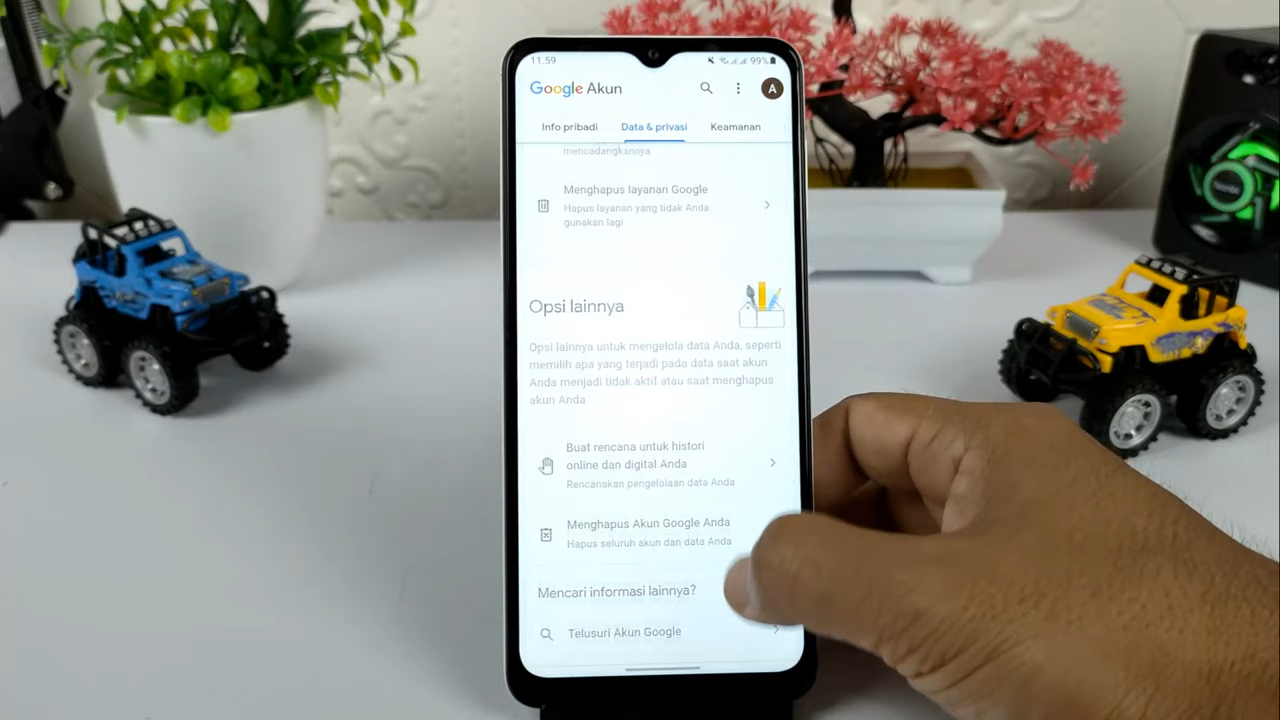 11.59
99%
Google Akun
A
Info pribadi
Data & privasi
Keamanan
mencadangkannya
Menghapus layanan Google
Hapus layanan yang tidak Anda
gunakan lagi
Opsi lainnya
Opsi lainnya untuk mengelola data Anda, seperti
memilih apa yang terjadi pada data saat akun
Anda menjadi tidak aktif atau saat menghapus
akun Anda
Buat rencana untuk histori
online dan digital Anda
Rencanakan pengelolaan data Anda
Menghapus Akun Google Anda
Hapus seluruh akun dan data Anda
Mencari informasi lainnya?
Telusuri Akun Google